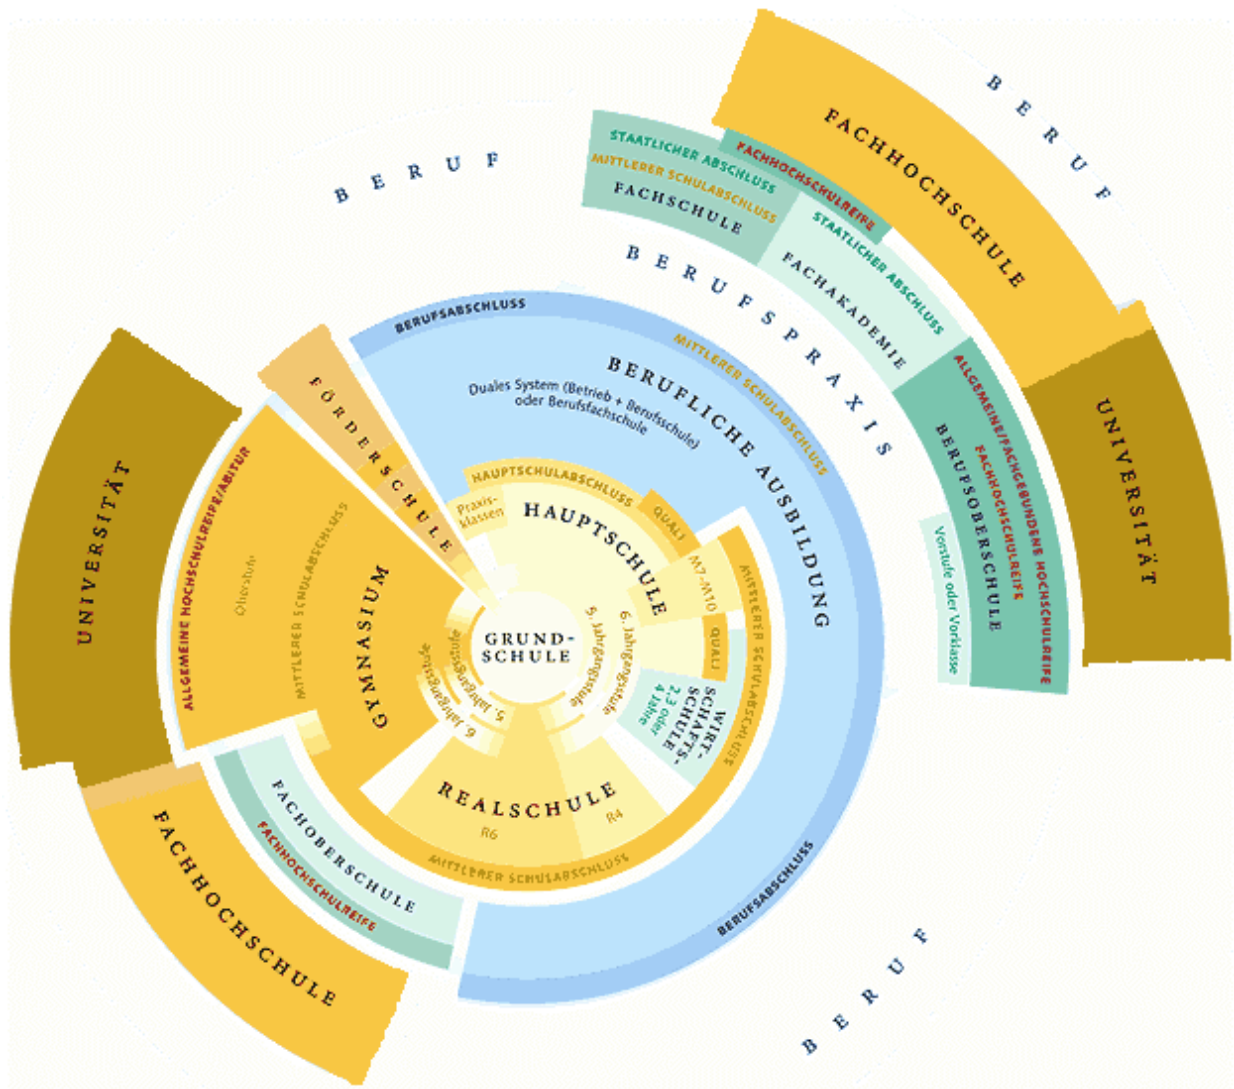 BERUF
FACHHOCHSCHULE
STAATLICHER ABSCHLUSS
MITTLERER SCHULABSCHLUSS
FACHSCHULE
FACHHOCHSCHULREIFE
STAATLICHER ABSCHLUSS
FACHAKADEMIE
BERUF
BERUFSPRAXIS
BERUFSABSCHLUSS
MITTLERER SCHULABSCHLUSS
BERUFLICHE AUSBILDUNG
Duales System (Betrieb + Berufsschule)
oder Berufsfachschule
ALLGEMEINE/FACHGEBUNDENE HOCHSCHULREIFE
FACHHOCHSCHULREIFE
BERUFSOBERSCHULE
Vorstufe oder Vorklasse
UNIVERSITÄT
FÖRDERSCHULE
UNIVERSITÄT
ALLGEMEINE HOCHSCHULREIFE/ABITUR
Oberstufe
MITTLERER SCHULABSCHLUSS
GYMNASIUM
HAUPTSCHULABSCHLUSS
Praxis-
klassen
HAUPTSCHULE
QUALI
M7-M10
MITTLERER SCHULABSCHLUSS
QUALI
5. Jahrgangsstufe
6. Jahrgangsstufe
GRUND-
SCHULE
5. Jahrgangsstufe
6. Jahrgangsstufe
WIRT-
SCHAFTS-
SCHULE
2,3 oder
4 Jahre
REALSCHULE
R6
R4
MITTLERER SCHULABSCHLUSS
FACHOBERSCHULE
FACHHOCHSCHULREIFE
FACHHOCHSCHULE
BERUFSABSCHLUSS
BERUF